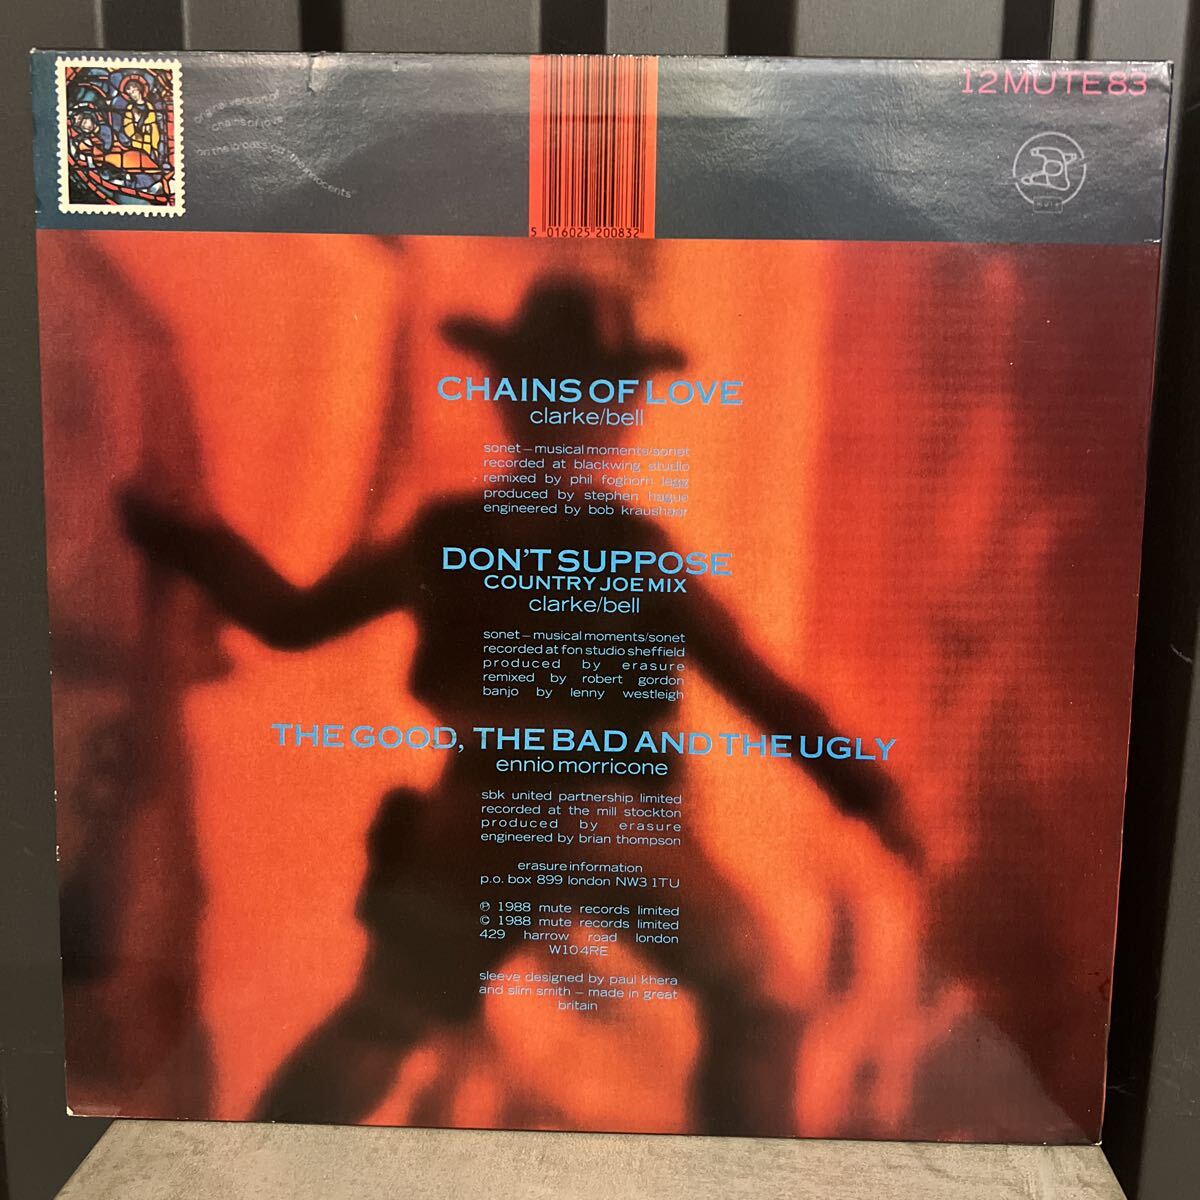 12MUTE83
original version of
"chains of love"
on the broadside "the innocents"
mute
5 016025 200832
CHAINS OF LOVE
clarke/bell
sonet – musical moments/sonet
recorded at blackwing studio
remixed by phil foghorn legg
produced by stephen hague
engineered by bob kraushaar
DON'T SUPPOSE
COUNTRY JOE MIX
clarke/bell
sonet – musical moments/sonet
recorded at fon studio sheffield
produced by erasure
remixed by robert gordon
banjo by lenny westleigh
THE GOOD, THE BAD AND THE UGLY
ennio morricone
sbk united partnership limited
recorded at the mill stockton
produced by erasure
engineered by brian thompson
erasure information
p.o. box 899 london NW3 1TU
℗ 1988 mute records limited
© 1988 mute records limited
429 harrow road london
W10 4RE
sleeve designed by paul khera
and slim smith – made in great
britain